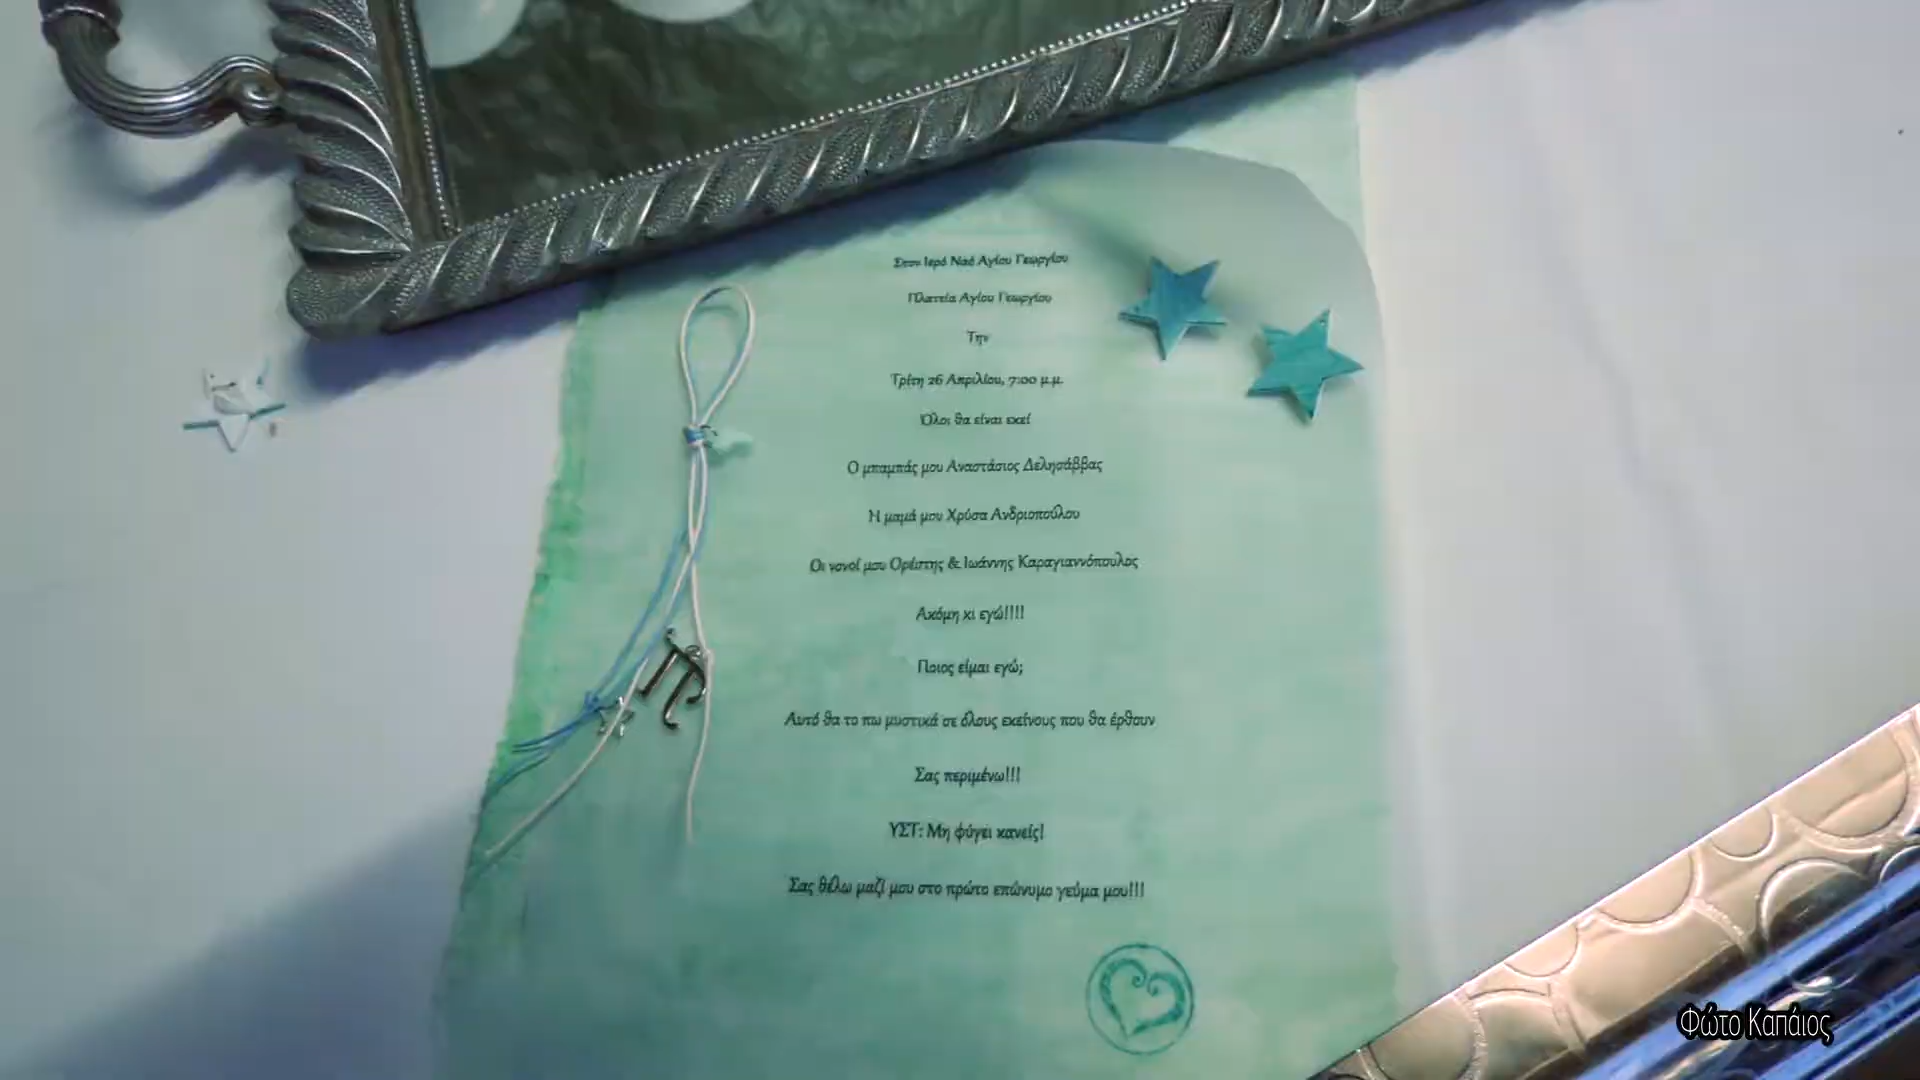 Στον Ιερό Ναό Αγίου Γεωργίου
Πλατεία Αγίου Γεωργίου
Την
Τρίτη 26 Απριλίου, 7:00 μ.μ.
Όλοι θα είναι εκεί
Ο μπαμπάς μου Αναστάσιος Δελησάββας
Η μαμά μου Χρύσα Ανδριοπούλου
Οι νονοί μου Ορέστης & Ιωάννης Καραγιαννόπουλος
Ακόμη κι εγώ!!!!
Ποιος είμαι εγώ;
Αυτό θα το πω μυστικά σε όλους εκείνους που θα έρθουν
Σας περιμένω!!!
ΥΣΤ: Μη φύγει κανείς!
Σας θέλω μαζί μου στο πρώτο επώνυμο γεύμα μου!!!
Φώτο Καπάιος